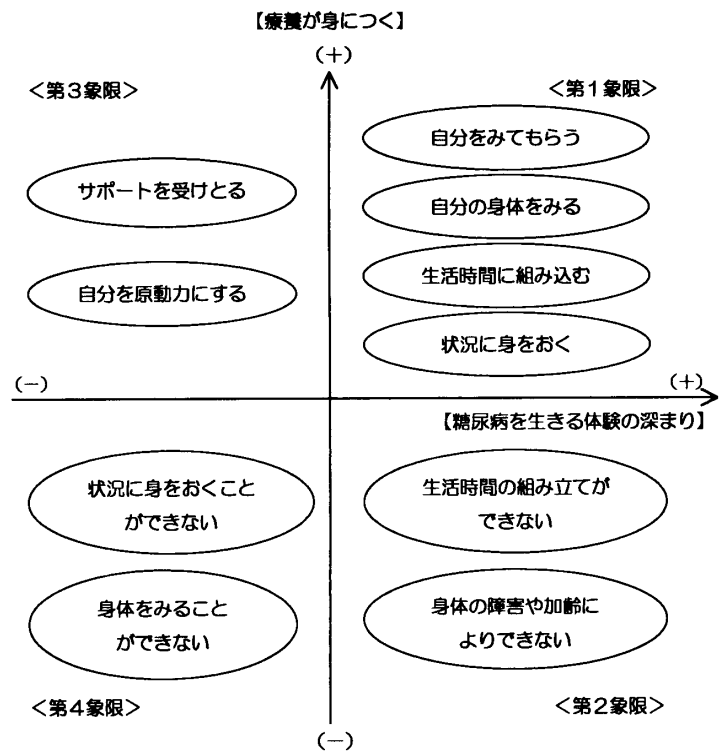 【療養が身につく】
(+)
＜第3象限＞
＜第1象限＞
自分をみてもらう
サポートを受けとる
自分の身体をみる
生活時間に組み込む
自分を原動力にする
状況に身をおく
(−)
(+)
【糖尿病を生きる体験の深まり】
状況に身をおくこと
ができない
生活時間の組み立てが
できない
身体をみること
ができない
身体の障害や加齢に
よりできない
＜第4象限＞
＜第2象限＞
(−)